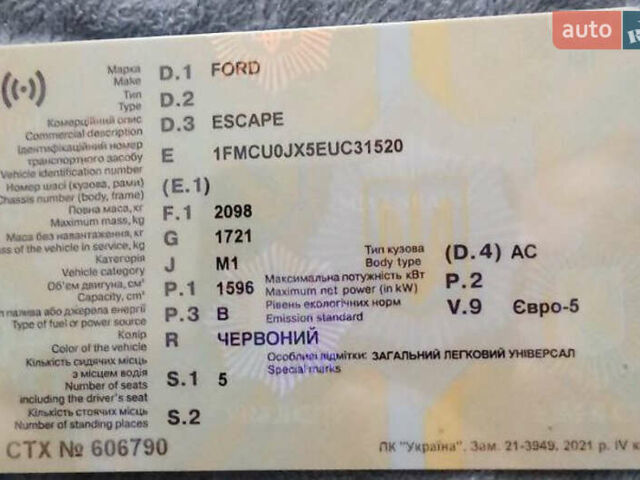 auto
Марка D.1 FORD
Make
Тип D.2
Type
Комерційний опис D.3 ESCAPE
Commercial description
Ідентифікаційний номер
транспортного засобу E 1FMCU0JX5EUC31520
Vehicle identification number
Номер шасі (кузова, рами) (E.1)
Chassis number (body, frame)
Повна маса, кг F.1 2098
Maximum mass, kg
Маса без навантаження, кг G 1721
of the vehicle in service, kg
Категорія J M1
Vehicle category
Тип кузова (D.4) AC
Body type
Об'єм двигуна, см³ P.1 1596
Capacity, cm³
Максимальна потужність кВт P.2
Maximum net power (in kW)
палива або джерела енергії P.3 B
Type of fuel or power source
Рівень екологічних норм V.9 Євро-5
Emission standard
Колір R ЧЕРВОНИЙ
Color of the vehicle
Особливі відмітки: ЗАГАЛЬНИЙ ЛЕГКОВИЙ УНІВЕРСАЛ
Special marks
Кількість сидячих місць
з місцем водія S.1 5
Number of seats
including the driver's seat
Кількість стоячих місць S.2
Number of standing places
СТХ № 606790
ПК "Україна". Зам. 21-3949. 2021 р. IV к